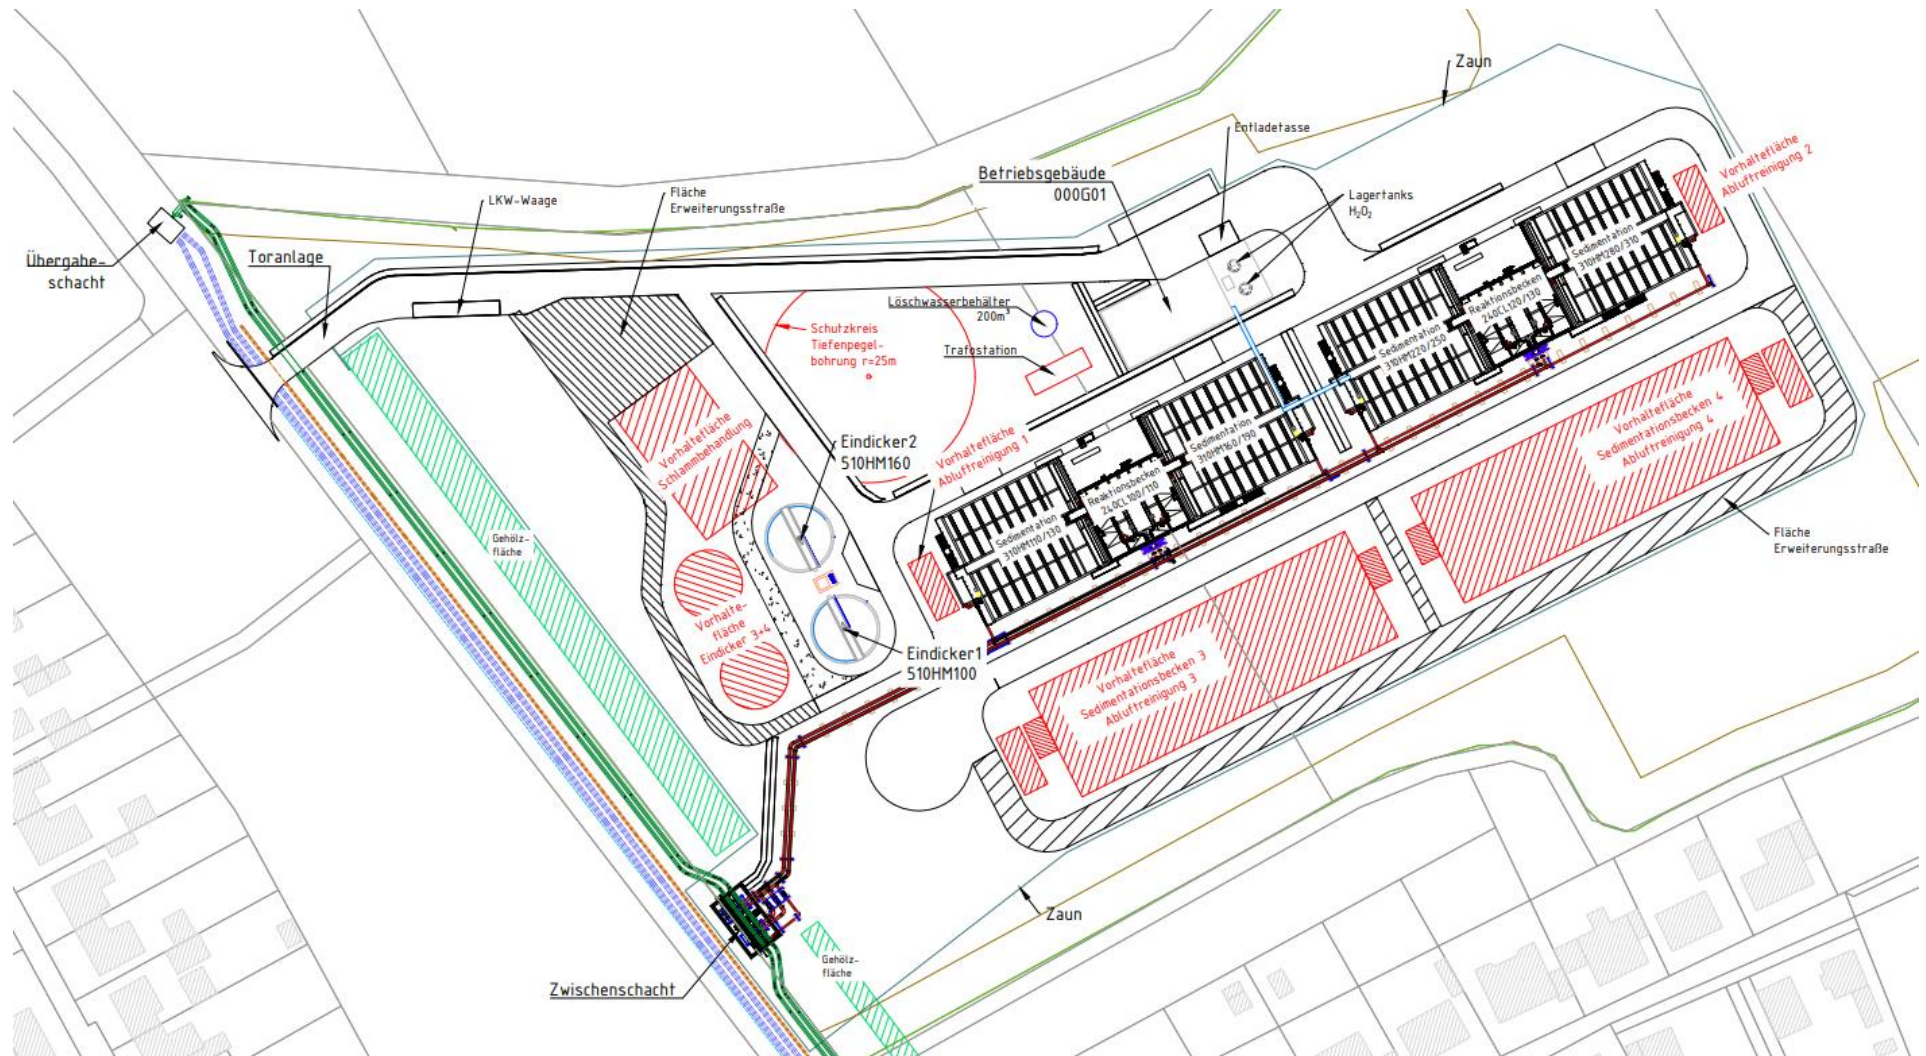 Zaun
Entladetasse
Betriebsgebäude
000G01
Vorhaltefläche
Abluftreinigung 2
Fläche
Erweiterungsstraße
LKW-Waage
Lagertanks
H₂O₂
Übergabe-
schacht
Toranlage
Sedimentation
310HM280/310
Reaktionsbecken
240CL120/130
Löschwasserbehälter
200m³
Schutzkreis
Tiefenpegel-
bohrung r=25m
Trafostation
Sedimentation
310HM220/250
Vorhaltefläche
Schlammbehandlung
Eindicker2
510HM160
Vorhaltefläche
Abluftreinigung 1
Sedimentation
310HM160/190
Vorhaltefläche
Sedimentationsbecken 4
Abluftreinigung 4
Reaktionsbecken
240CL100/110
Sedimentation
310HM110/130
Gehölz-
fläche
Fläche
Erweiterungsstraße
Vorhalte-
fläche
Eindicker 3+4
Eindicker1
510HM100
Vorhaltefläche
Sedimentationsbecken 3
Abluftreinigung 3
Zaun
Gehölz-
fläche
Zwischenschacht